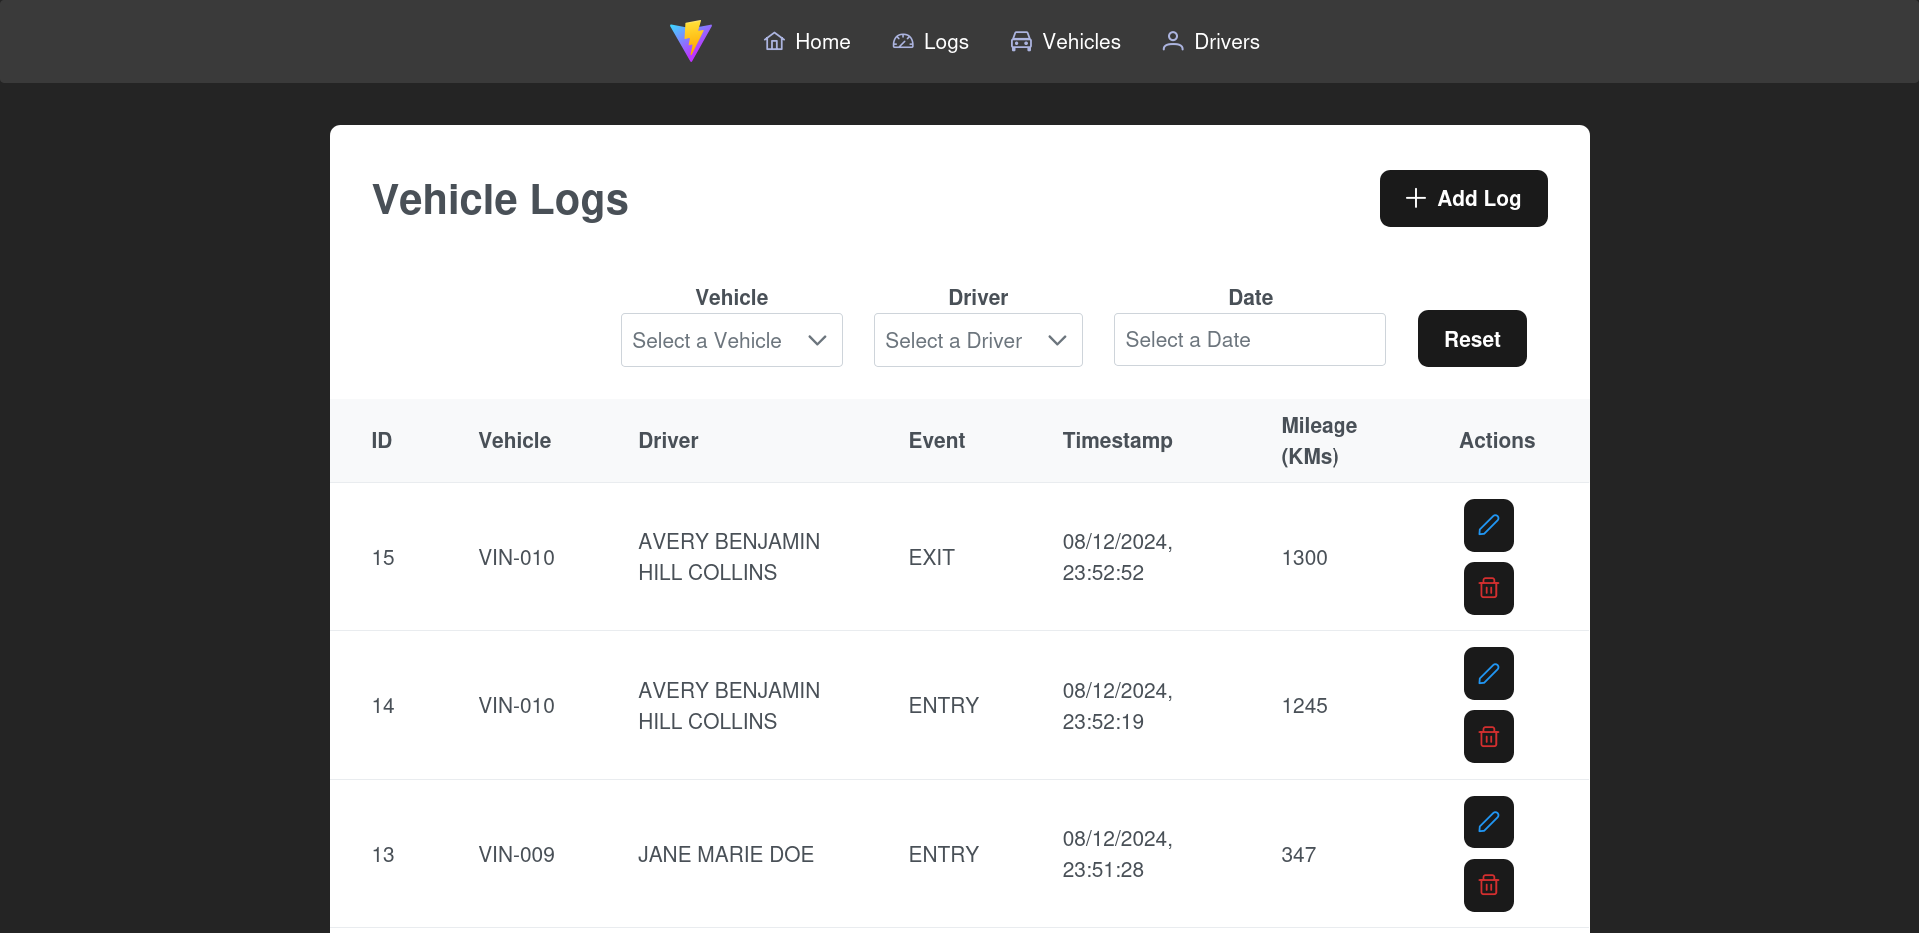 Home Logs Vehicles Drivers
Vehicle Logs
Add Log
Vehicle Driver Date
Select a Vehicle Select a Driver Select a Date Reset
ID Vehicle Driver Event Timestamp Mileage (KMs) Actions
15 VIN-010 AVERY BENJAMIN HILL COLLINS EXIT 08/12/2024, 23:52:52 1300
14 VIN-010 AVERY BENJAMIN HILL COLLINS ENTRY 08/12/2024, 23:52:19 1245
13 VIN-009 JANE MARIE DOE ENTRY 08/12/2024, 23:51:28 347